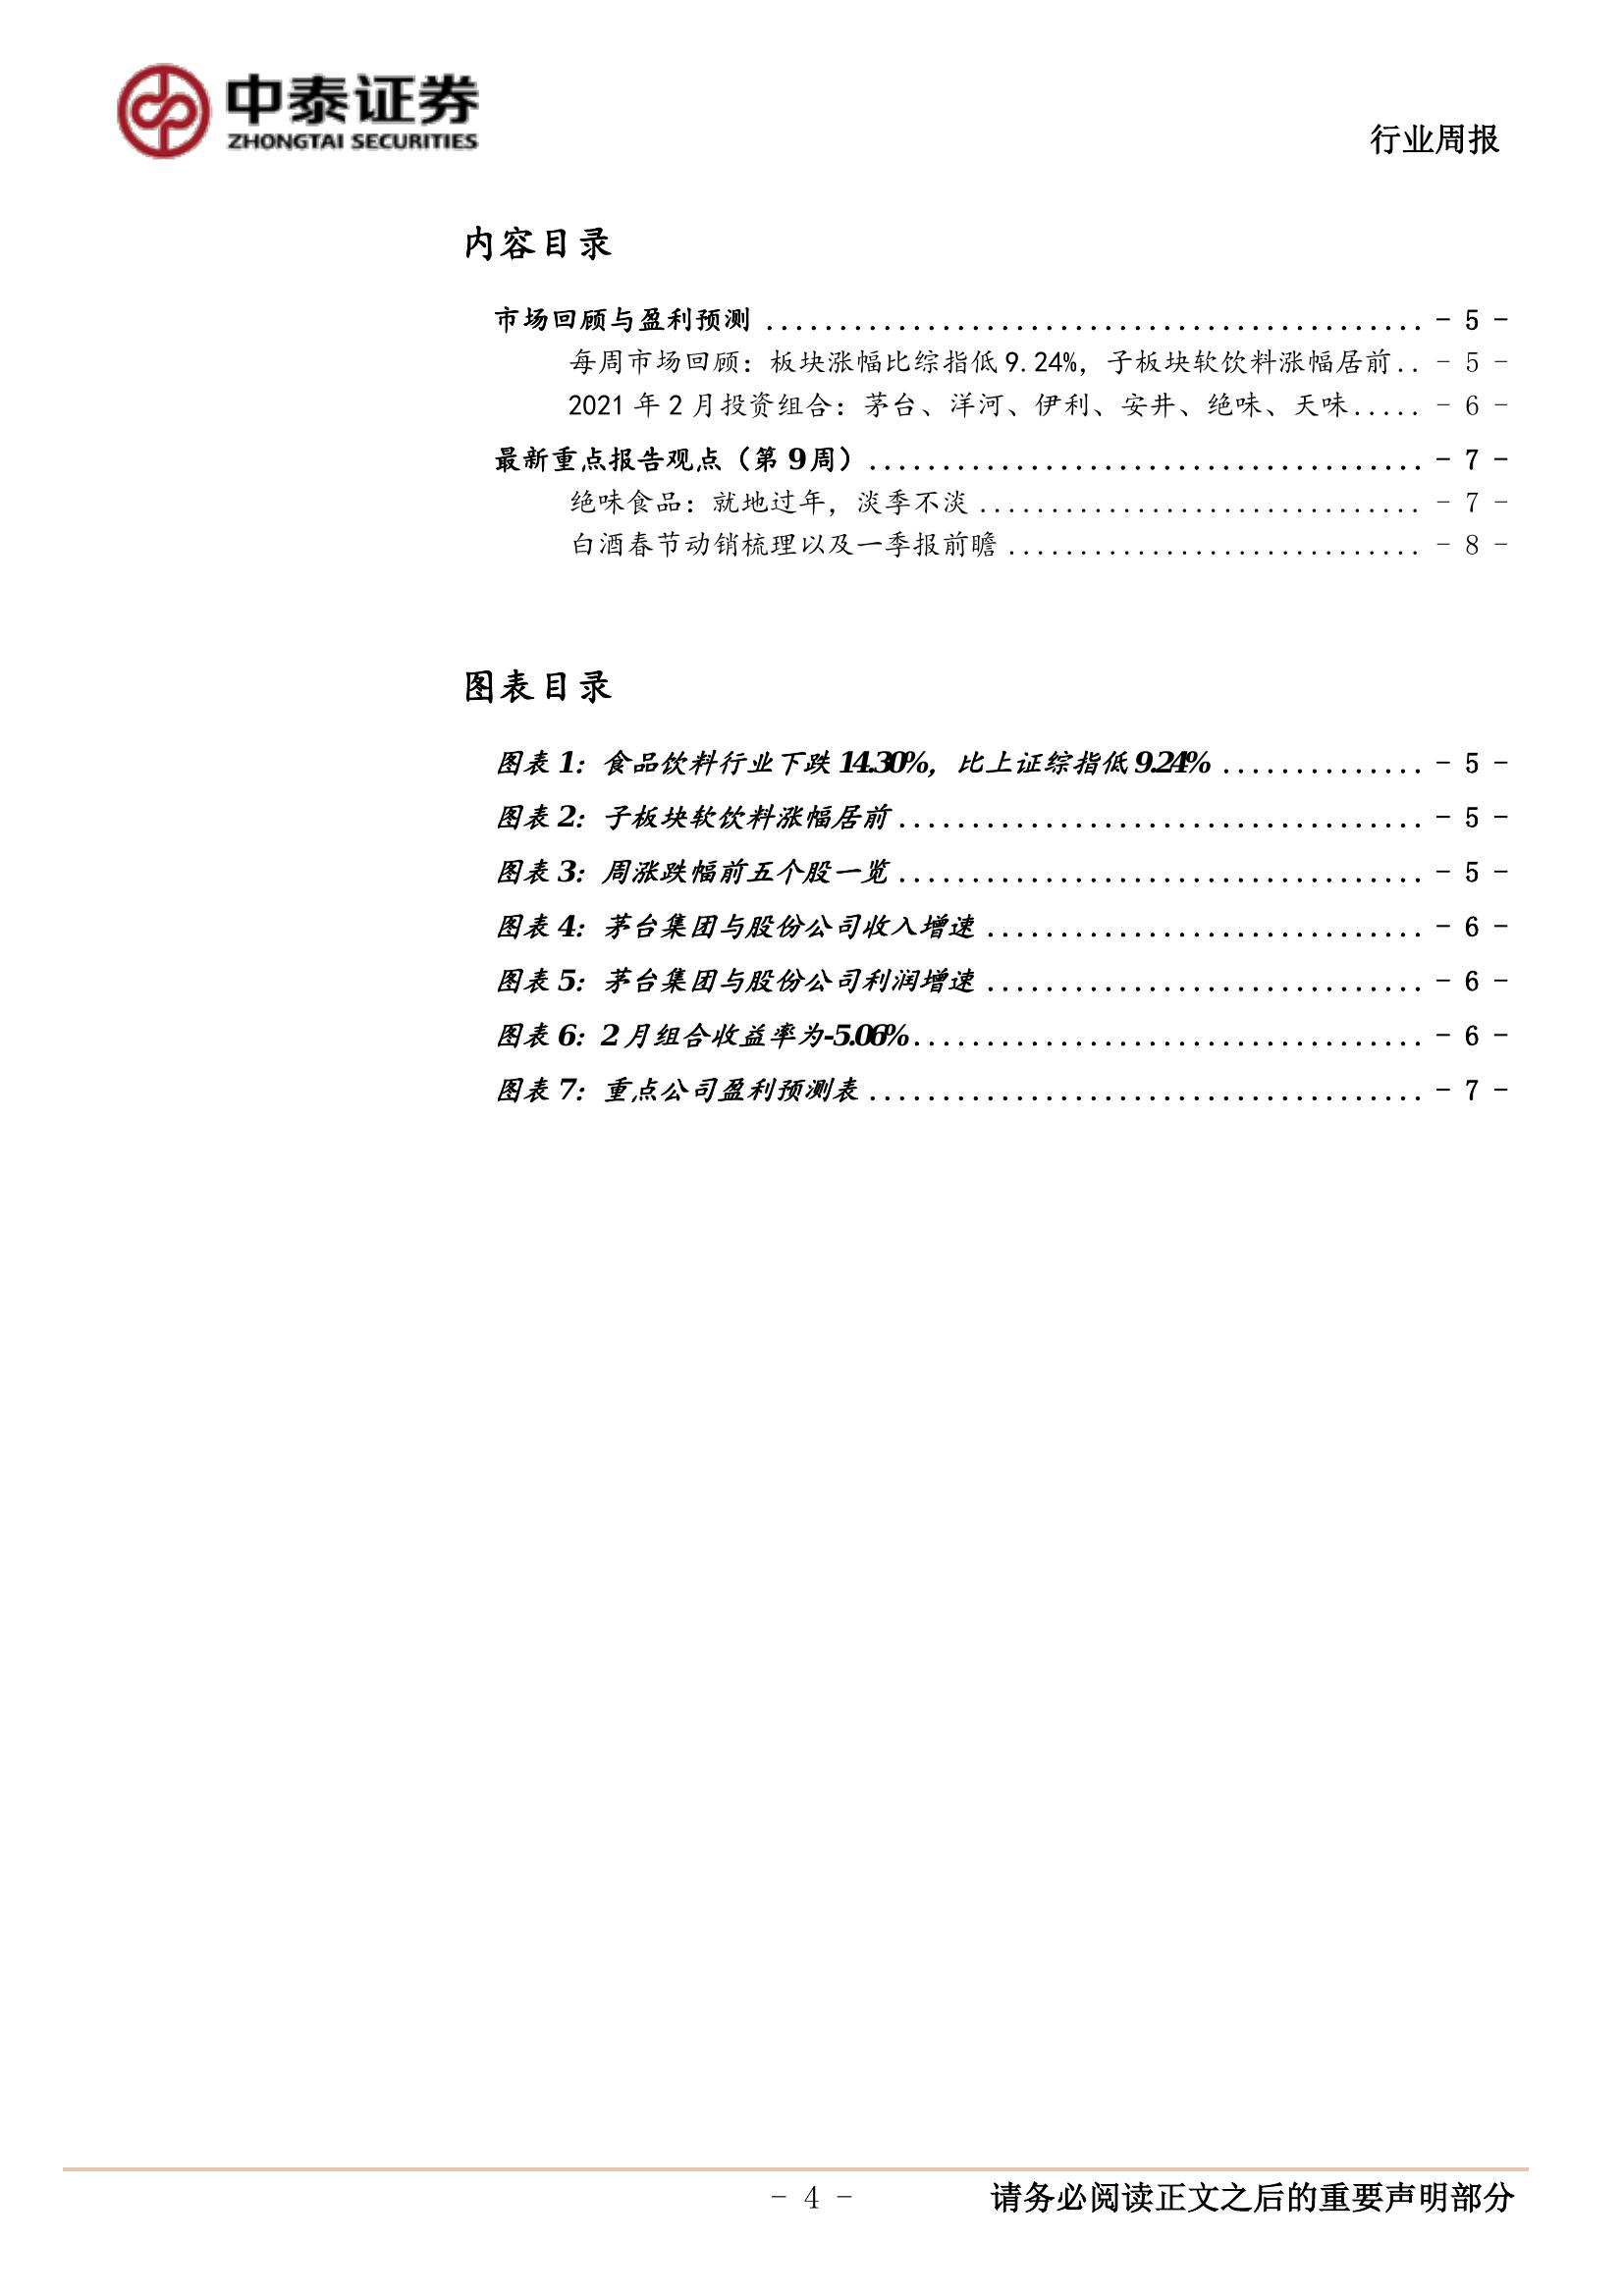 中泰证券
ZHONGTAI SECURITIES
行业周报
内容目录
市场回顾与盈利预测 ............................................. - 5 -
每周市场回顾：板块涨幅比综指低 9.24%，子板块软饮料涨幅居前.. - 5 -
2021 年 2 月投资组合：茅台、洋河、伊利、安井、绝味、天味..... - 6 -
最新重点报告观点（第 9 周）...................................... - 7 -
绝味食品：就地过年，淡季不淡 ............................... - 7 -
白酒春节动销梳理以及一季报前瞻 ............................. - 8 -
图表目录
图表 1：食品饮料行业下跌 14.30%，比上证综指低 9.24% .............. - 5 -
图表 2：子板块软饮料涨幅居前 .................................... - 5 -
图表 3：周涨跌幅前五个股一览 .................................... - 5 -
图表 4：茅台集团与股份公司收入增速 .............................. - 6 -
图表 5：茅台集团与股份公司利润增速 .............................. - 6 -
图表 6：2 月组合收益率为-5.06%................................... - 6 -
图表 7：重点公司盈利预测表 ...................................... - 7 -
- 4 - 请务必阅读正文之后的重要声明部分